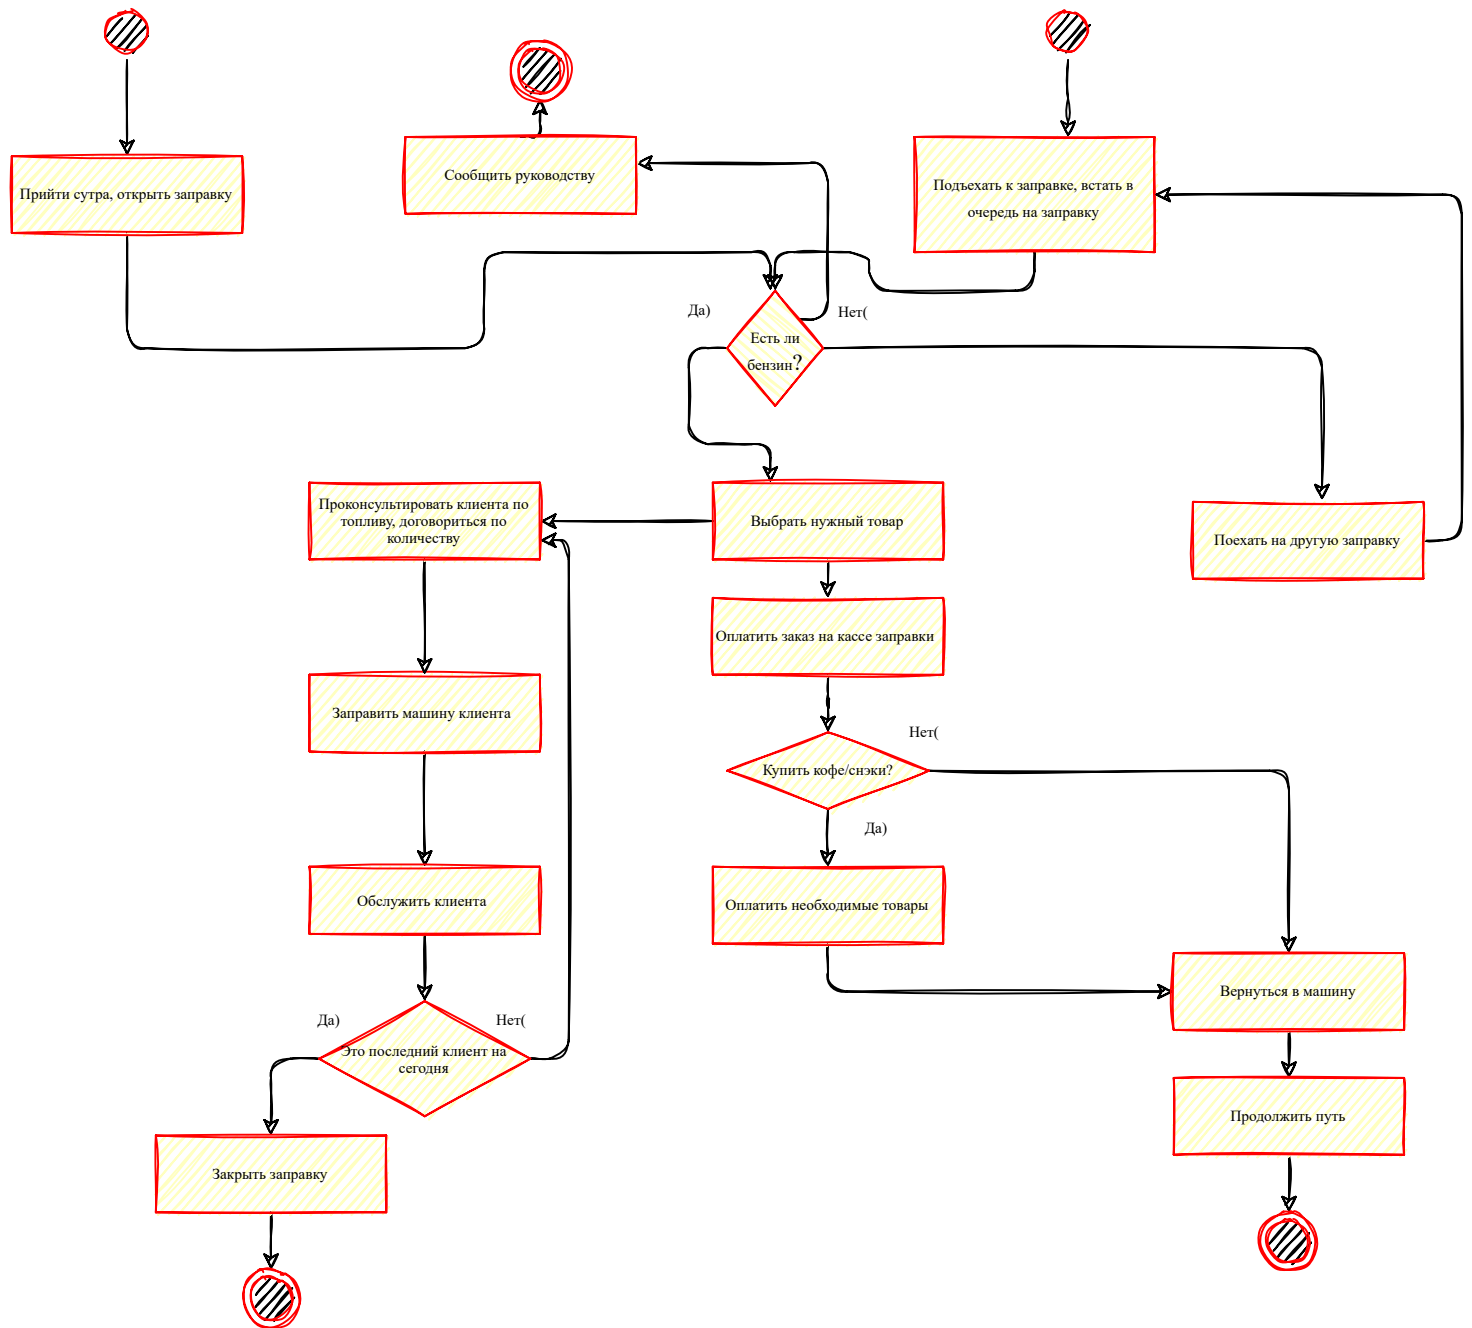 Прийти сутра, открыть заправку
Сообщить руководству
Подъехать к заправке, встать в
очередь на заправку
Да)
Нет(
Есть ли
бензин?
Проконсультировать клиента по
топливу, договориться по
количеству
Выбрать нужный товар
Поехать на другую заправку
Оплатить заказ на кассе заправки
Заправить машину клиента
Нет(
Купить кофе/снэки?
Да)
Обслужить клиента
Оплатить необходимые товары
Вернуться в машину
Да)
Нет(
Это последний клиент на
сегодня
Продолжить путь
Закрыть заправку